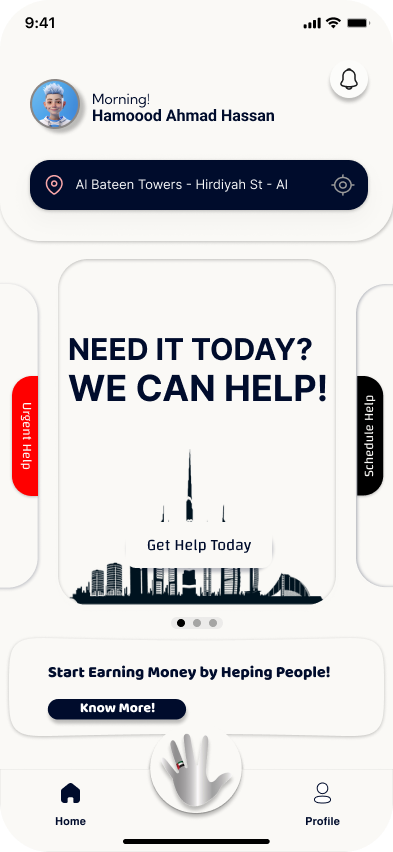 9:41
Morning!
Hamoood Ahmad Hassan
Al Bateen Towers - Hirdiyah St - Al
NEED IT TODAY?
WE CAN HELP!
Urgent Help
Schedule Help
Get Help Today
Start Earning Money by Heping People!
Know More!
Home
Profile